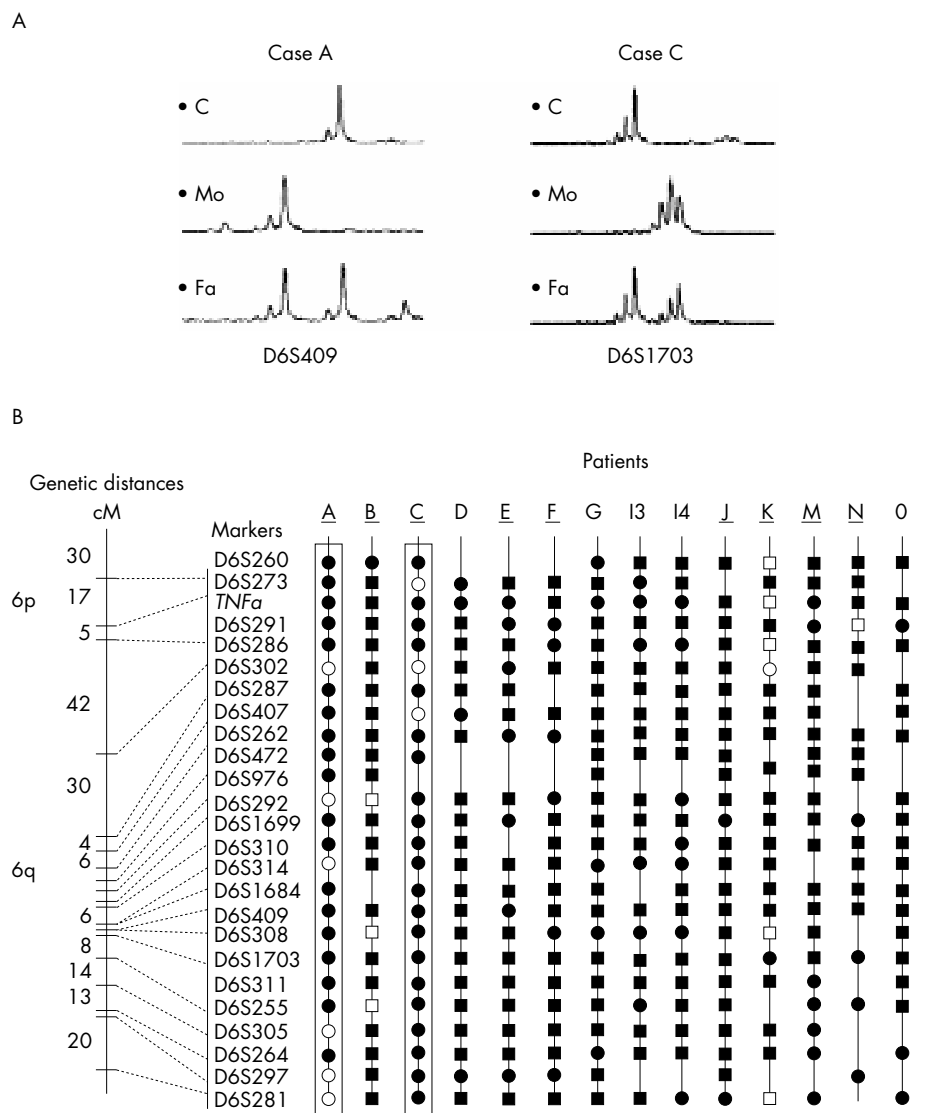 A
Case A Case C
• C • C
• Mo • Mo
• Fa • Fa
D6S409 D6S1703
B
Patients
Genetic distances
cM
A B C D E F G I3 I4 J K M N 0
Markers
30
D6S260
D6S273
6p 17
TNFa
D6S291
5
D6S286
D6S302
D6S287
42
D6S407
D6S262
D6S472
D6S976
30
D6S292
D6S1699
4
D6S310
6
D6S314
6q
D6S1684
6
D6S409
D6S308
8
D6S1703
14
D6S311
13
D6S255
D6S305
20
D6S264
D6S297
D6S281